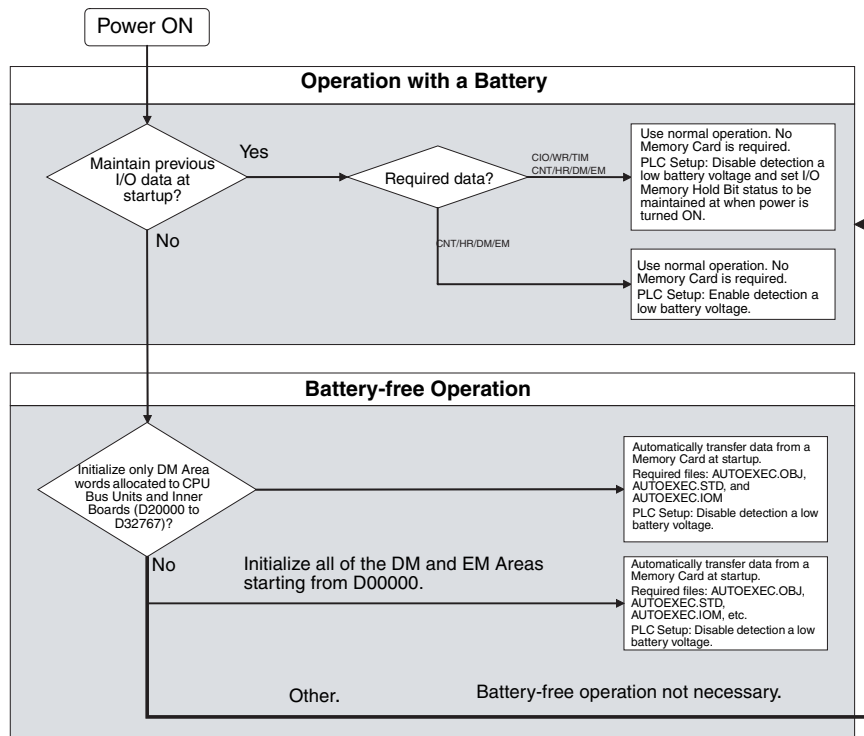 Power ON
Operation with a Battery
Maintain previous
I/O data at
startup?
Yes
No
Required data?
CIO/WR/TIM
CNT/HR/DM/EM
CNT/HR/DM/EM
Use normal operation. No
Memory Card is required.
PLC Setup: Disable detection a
low battery voltage and set I/O
Memory Hold Bit status to be
maintained at when power is
turned ON.
Use normal operation. No
Memory Card is required.
PLC Setup: Enable detection a
low battery voltage.
Battery-free Operation
Initialize only DM Area
words allocated to CPU
Bus Units and Inner
Boards (D20000 to
D32767)?
Automatically transfer data from a
Memory Card at startup.
Required files: AUTOEXEC.OBJ,
AUTOEXEC.STD, and
AUTOEXEC.IOM
PLC Setup: Disable detection a low
battery voltage.
No
Initialize all of the DM and EM Areas
starting from D00000.
Automatically transfer data from a
Memory Card at startup.
Required files: AUTOEXEC.OBJ,
AUTOEXEC.STD,
AUTOEXEC.IOM, etc.
PLC Setup: Disable detection a low
battery voltage.
Other.
Battery-free operation not necessary.